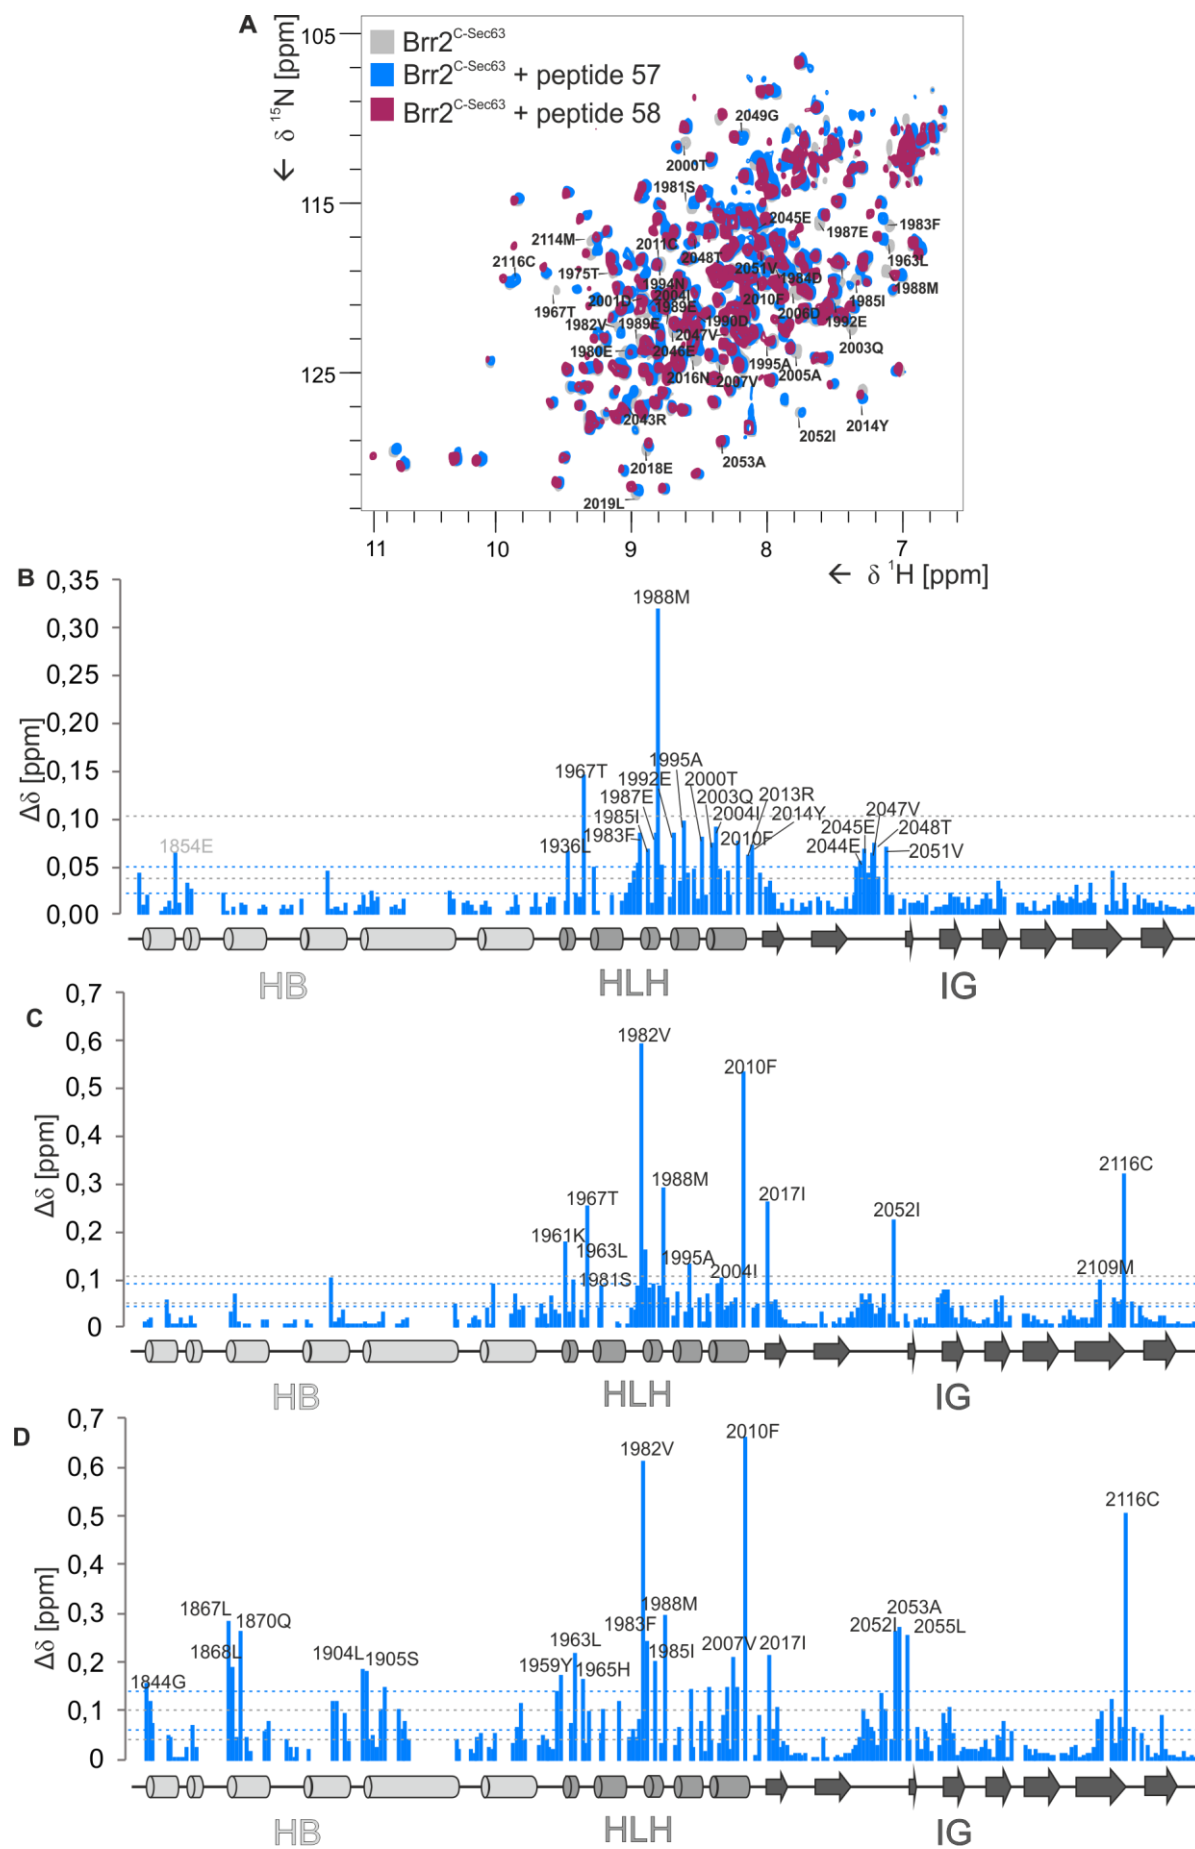 A
Brr2C-Sec63
Brr2C-Sec63 + peptide 57
Brr2C-Sec63 + peptide 58
← δ 15N [ppm]
105
115
125
2049G
2000T
1981S
2045E
1987E
1983F
2114M
2011C
2048T
1963L
2116C
1975T
1994N
2051V
1984D
1988M
1967T
2001D
2004I
1989E
2010F
2006D
1985I
1982V
1989E
1990D
1992E
1980E
2046E
2047V
2003Q
2016N
2007V
1995A
2005A
2043R
2052I
2014Y
2018E
2053A
2019L
11
10
9
8
7
← δ 1H [ppm]
B
Δδ [ppm]
0,35
0,30
0,25
0,20
0,15
0,10
0,05
0,00
1988M
1995A
1967T
1992E
2000T
1987E
2003Q
2013R
1985I
2004I
2014Y
2047V
1983F
2010F
2045E
2048T
1854E
1936L
2044E
2051V
HB
HLH
IG
C
Δδ [ppm]
0,7
0,6
0,5
0,4
0,3
0,2
0,1
0
1982V
2010F
1988M
2116C
1967T
2017I
2052I
1961K
1963L
1995A
2004I
2109M
1981S
HB
HLH
IG
D
Δδ [ppm]
0,7
0,6
0,5
0,4
0,3
0,2
0,1
0
2010F
1982V
2116C
1867L
1870Q
1988M
2053A
1983F
2052I
2055L
1868L
1904L
1905S
1963L
1985I
2007V
2017I
1959Y
1965H
1844G
HB
HLH
IG